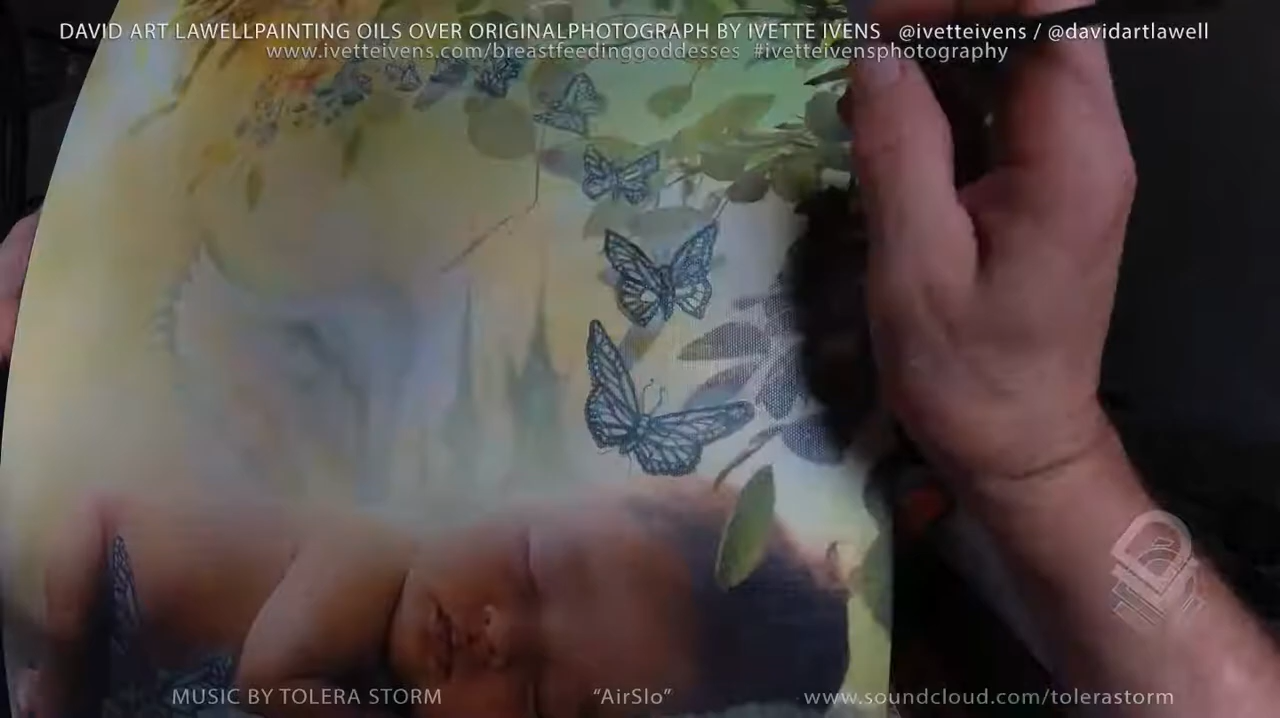 DAVID ART LAWELLPAINTING OILS OVER ORIGINALPHOTOGRAPH BY IVETTE IVENS @ivetteivens / @davidartlawell
www.ivetteivens.com/breastfeedinggoddesses #ivetteivensphotography
MUSIC BY TOLERA STORM “AirSlo” www.soundcloud.com/tolerastorm